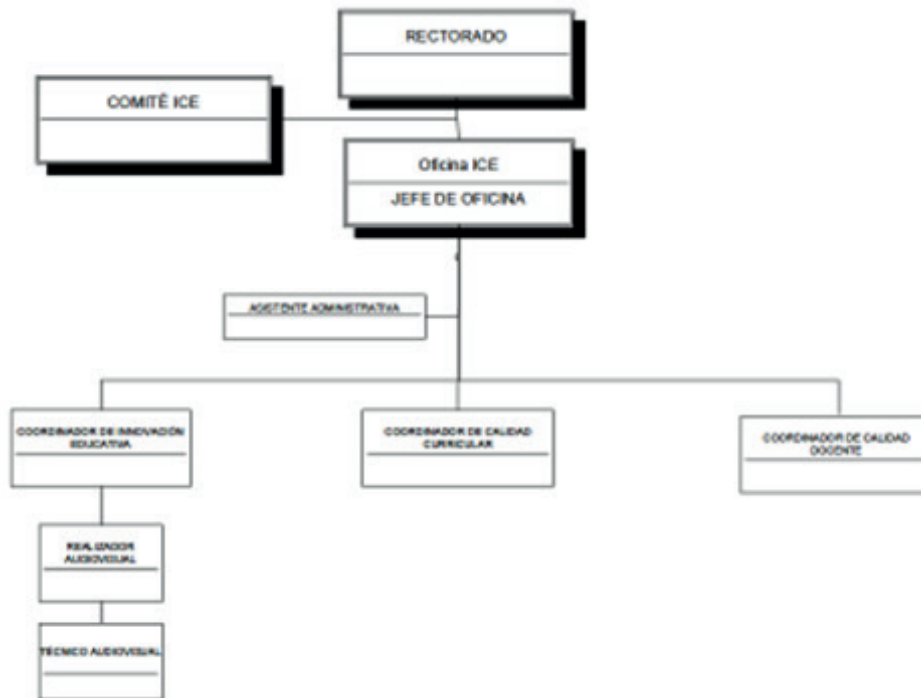 RECTORADO
COMITÉ ICE
Oficina ICE
JEFE DE OFICINA
ASISTENTE ADMINISTRATIVA
COORDINADOR DE INNOVACIÓN
EDUCATIVA
COORDINADOR DE CALIDAD
CURRICULAR
COORDINADOR DE CALIDAD
DOCENTE
REALIZADOR
AUDIOVISUAL
TÉCNICO AUDIOVISUAL